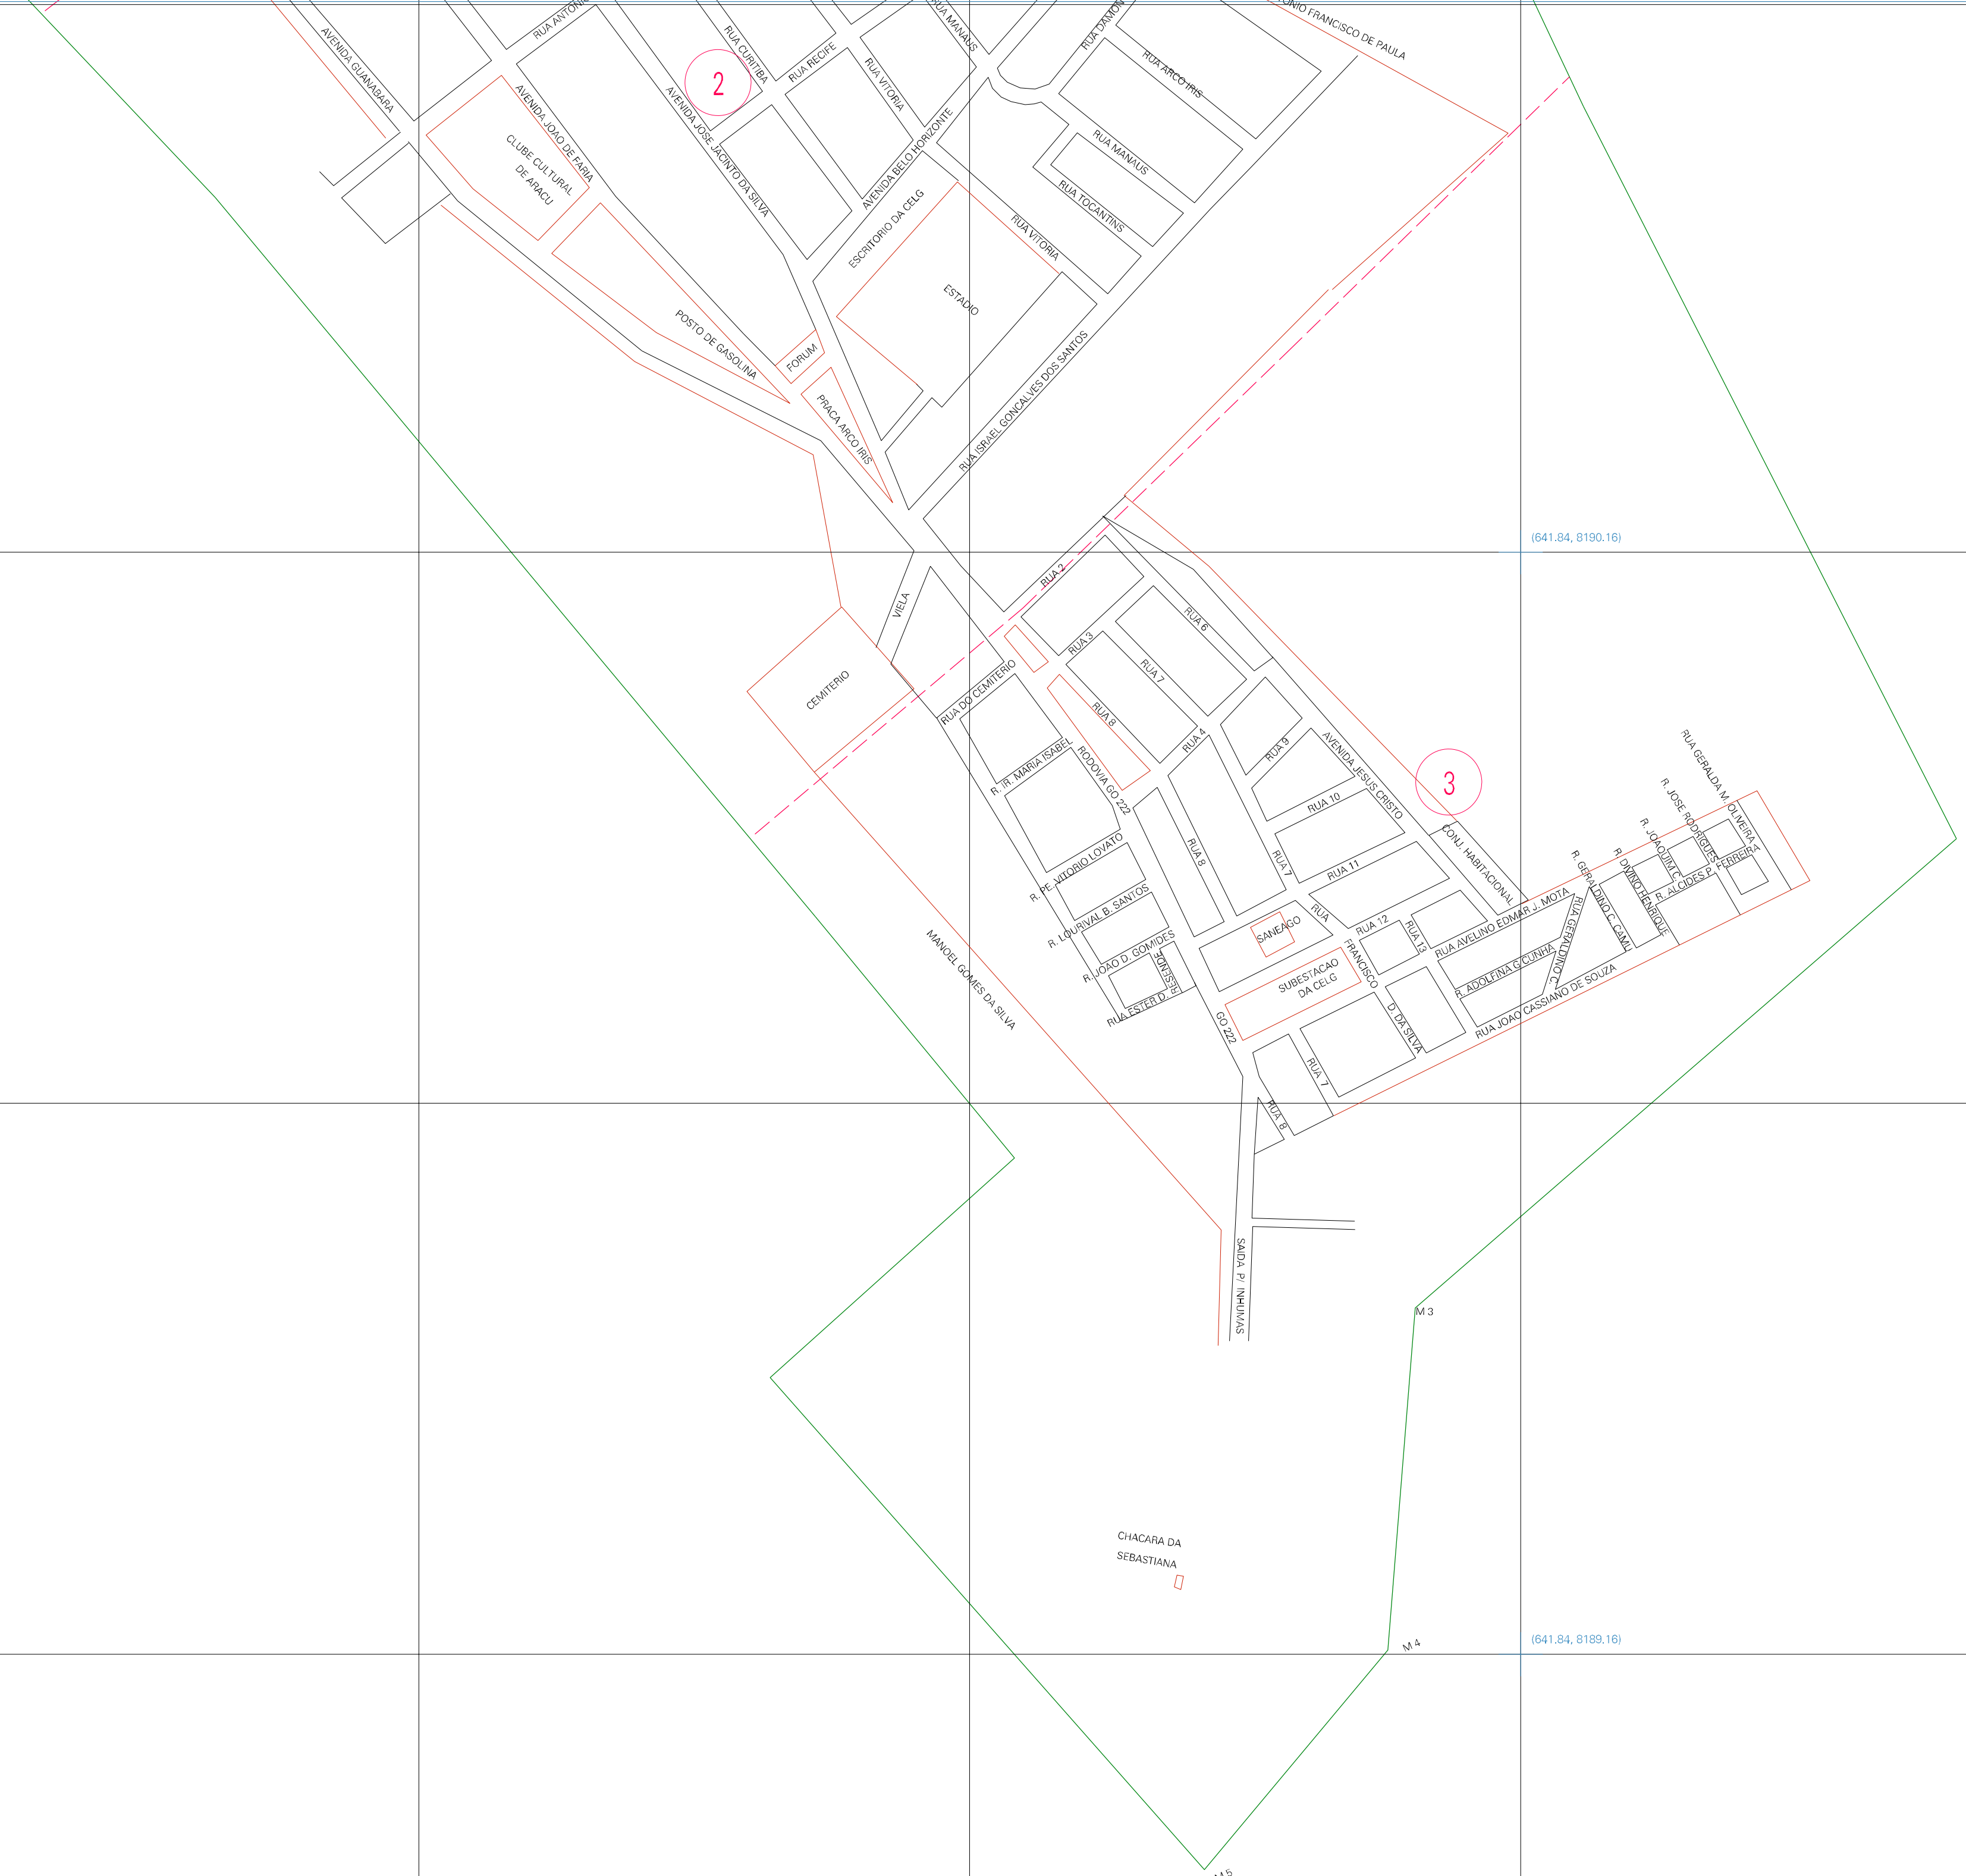 AVENIDA GUANABARA
RUA CURITIBA
RUA RECIFE
RUA VITORIA
RUA MANAUS
RUA ARCO IRIS
FRANCISCO DE PAULA
2
AVENIDA JOAO DE FARIA
CLUBE CULTURAL
DE ARACU
AVENIDA JOSE JACINTO DA SILVA
AVENIDA BELO HORIZONTE
ESCRITORIO DA CELG
RUA MANAUS
RUA TOCANTINS
RUA VITORIA
ESTADIO
POSTO DE GASOLINA
FORUM
PRACA ARCO IRIS
RUA ISRAEL GONCALVES DOS SANTOS
(641.84, 8190.16)
VIELA
RUA 2
RUA 3
RUA 6
RUA 7
CEMITERIO
RUA DO CEMITERIO
RUA 8
RUA 4
RUA 9
R. IR. MARIA ISABEL
RODOVIA GO 222
AVENIDA JESUS CRISTO
3
RUA 10
RUA 8
RUA 7
RUA 11
CONJ. HABITACIONAL
R. PE. VITORIO LOVATO
R. LOURIVAL B. SANTOS
R. JOAO D. GOMIDES
RUA ESTER D.
RESENDE
MANOEL GOMES DA SILVA
SANEAGO
SUBESTACAO
DA CELG
GO 222
RUA
FRANCISCO
D. DA SILVA
RUA 12
RUA 13
RUA AVELINO EDMAR J. MOTA
R. ADOLFINA G CUNHA
RUA JOAO CASSIANO DE SOUZA
RUA GERALDINO C.
R. GERALDINO C. CAML
R. DIVINO HENRIQUE
R. JOAQUIM C.
R. JOSE RODRIGUES
RUA GERALDA M. OLIVEIRA
R. ALCIDES P. FERREIRA
RUA 7
RUA 8
SAIDA P/ INHUMAS
M 3
CHACARA DA
SEBASTIANA
M 4
(641.84, 8189.16)